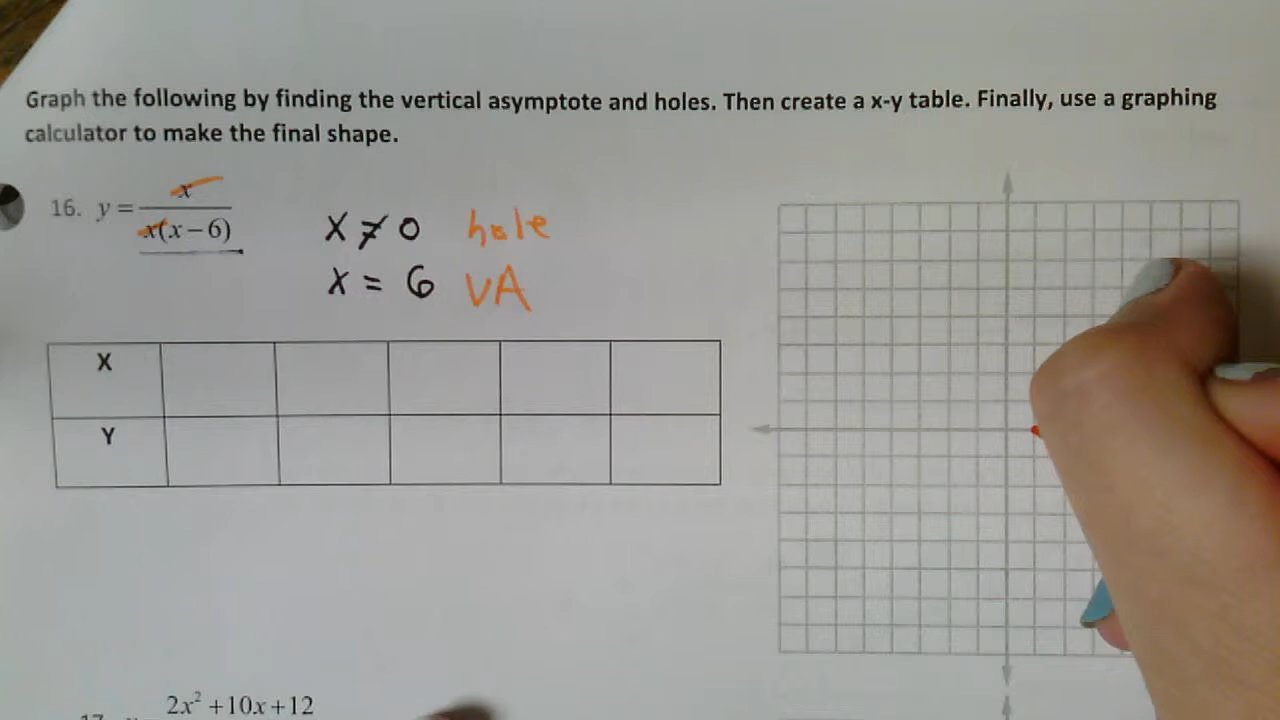 Graph the following by finding the vertical asymptote and holes. Then create a x-y table. Finally, use a graphing
calculator to make the final shape.
16. y = x / x(x − 6)
x ≠ 0 hole
x = 6 VA
X
Y
2x² + 10x + 12